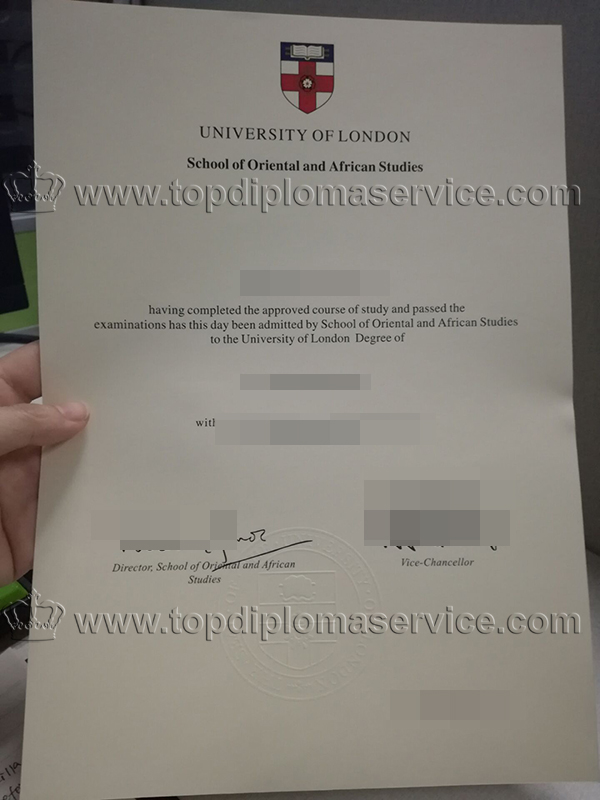 UNIVERSITY OF LONDON
School of Oriental and African Studies
www.topdiplomaservice.com
having completed the approved course of study and passed the
examinations has this day been admitted by School of Oriental and African Studies
to the University of London Degree of
with
Director, School of Oriental and African
Studies
Vice-Chancellor
www.topdiplomaservice.com